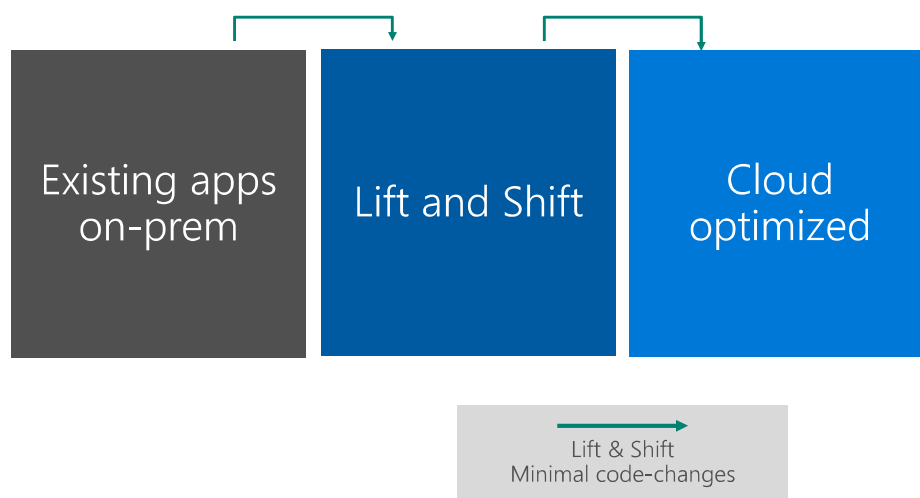 Existing apps
on-prem
Lift and Shift
Cloud
optimized
Lift & Shift
Minimal code-changes